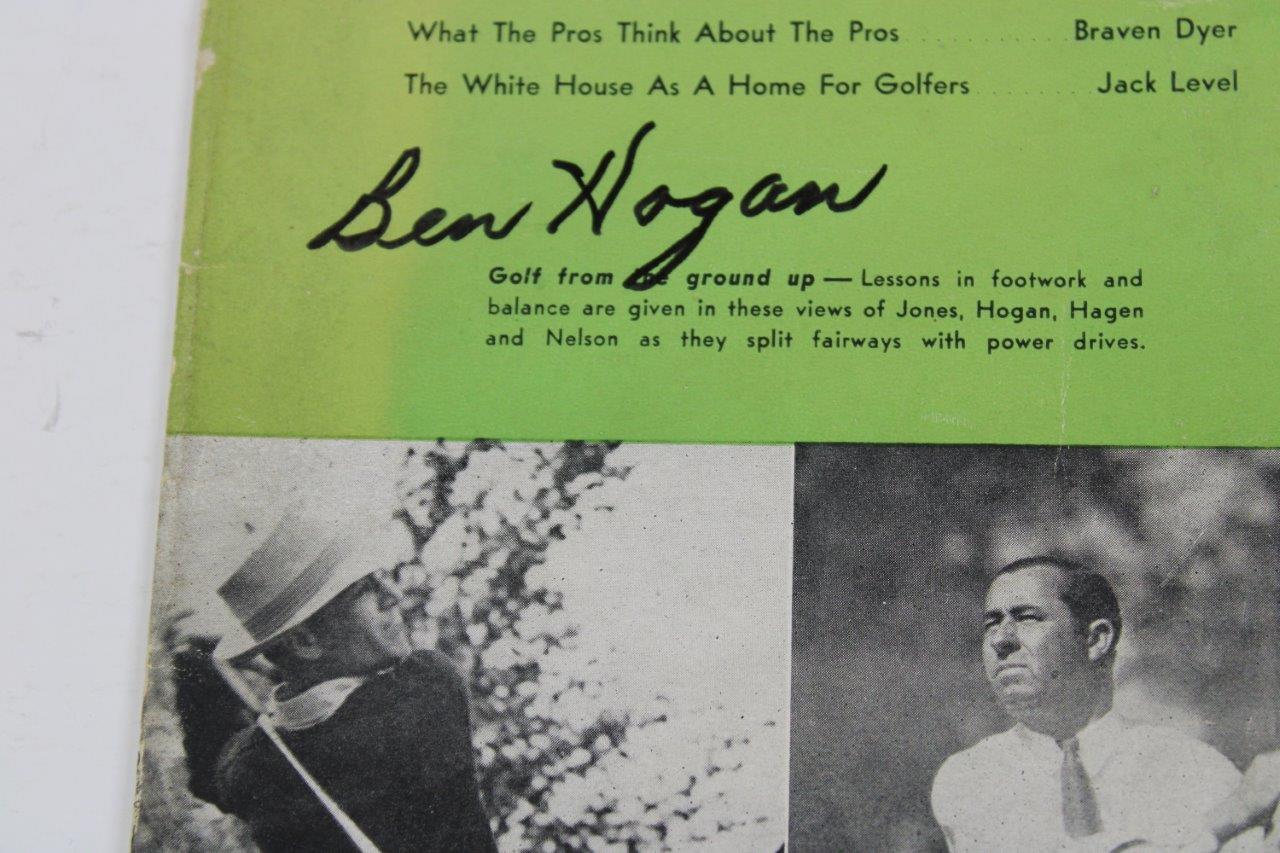 What The Pros Think About The Pros . . . . . . . . . . . Braven Dyer
The White House As A Home For Golfers . . . . . . . . Jack Level
Ben Hogan
Golf from the ground up — Lessons in footwork and
balance are given in these views of Jones, Hogan, Hagen
and Nelson as they split fairways with power drives.